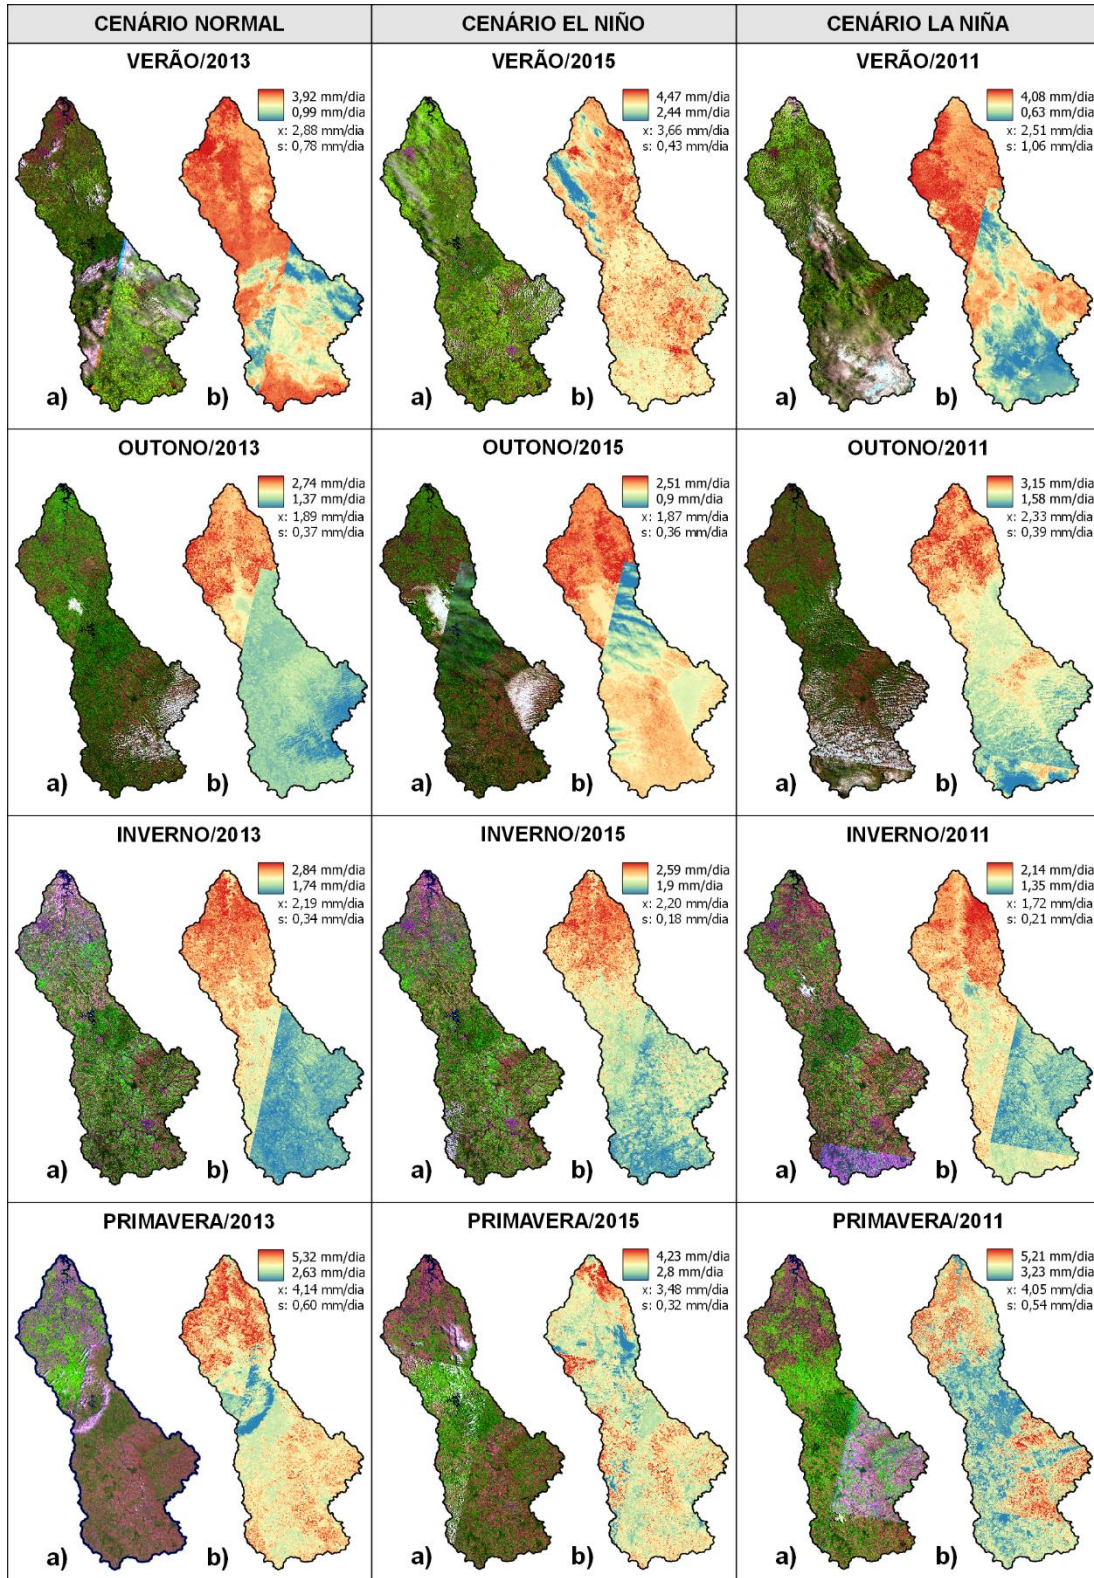 CENÁRIO NORMAL
CENÁRIO EL NIÑO
CENÁRIO LA NIÑA
VERÃO/2013
3,92 mm/dia
0,99 mm/dia
x: 2,88 mm/dia
s: 0,78 mm/dia
a)
b)
VERÃO/2015
4,47 mm/dia
2,44 mm/dia
x: 3,66 mm/dia
s: 0,43 mm/dia
a)
b)
VERÃO/2011
4,08 mm/dia
0,63 mm/dia
x: 2,51 mm/dia
s: 1,06 mm/dia
a)
b)
OUTONO/2013
2,74 mm/dia
1,37 mm/dia
x: 1,89 mm/dia
s: 0,37 mm/dia
a)
b)
OUTONO/2015
2,51 mm/dia
0,9 mm/dia
x: 1,87 mm/dia
s: 0,36 mm/dia
a)
b)
OUTONO/2011
3,15 mm/dia
1,58 mm/dia
x: 2,33 mm/dia
s: 0,39 mm/dia
a)
b)
INVERNO/2013
2,84 mm/dia
1,74 mm/dia
x: 2,19 mm/dia
s: 0,34 mm/dia
a)
b)
INVERNO/2015
2,59 mm/dia
1,9 mm/dia
x: 2,20 mm/dia
s: 0,18 mm/dia
a)
b)
INVERNO/2011
2,14 mm/dia
1,35 mm/dia
x: 1,72 mm/dia
s: 0,21 mm/dia
a)
b)
PRIMAVERA/2013
5,32 mm/dia
2,63 mm/dia
x: 4,14 mm/dia
s: 0,60 mm/dia
a)
b)
PRIMAVERA/2015
4,23 mm/dia
2,8 mm/dia
x: 3,48 mm/dia
s: 0,32 mm/dia
a)
b)
PRIMAVERA/2011
5,21 mm/dia
3,23 mm/dia
x: 4,05 mm/dia
s: 0,54 mm/dia
a)
b)